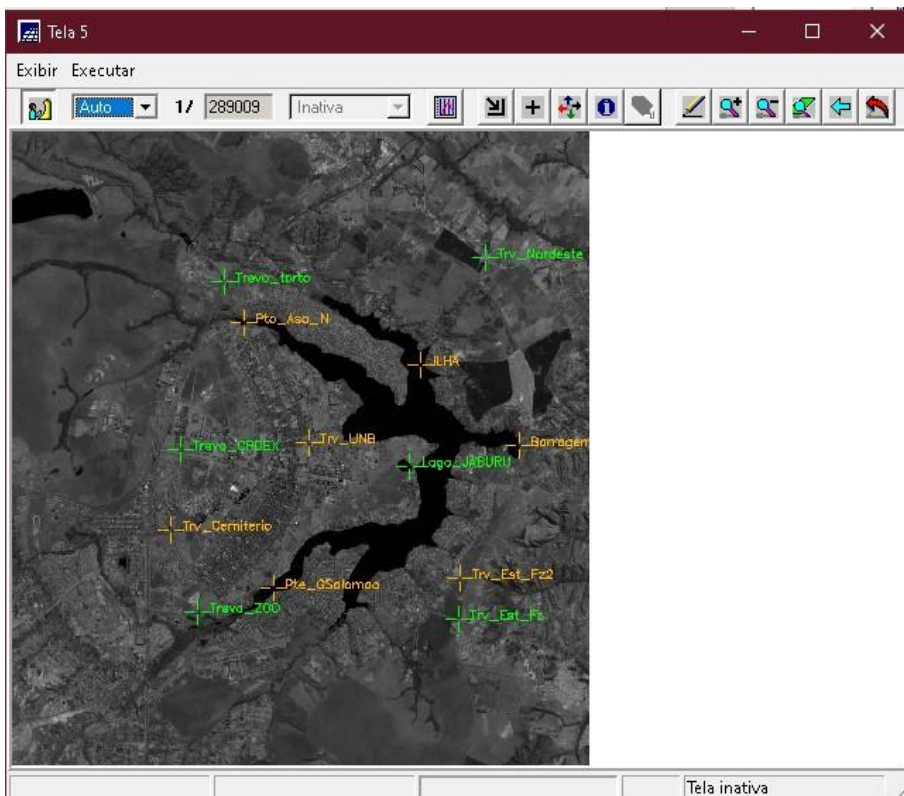 Tela 5
Exibir Executar
Auto 1/ 289009 Inativa
Trv_Nordeste
Trevo_torto
Pto_Asa_N
ILHA
Trv_UNB
Barragem
Trevo_CRDEX
Lago_JABURU
Trv_Cemiterio
Trv_Est_Fz2
Pte_GSalomao
Trevo_ZOO
Trv_Est_Fz
Tela inativa